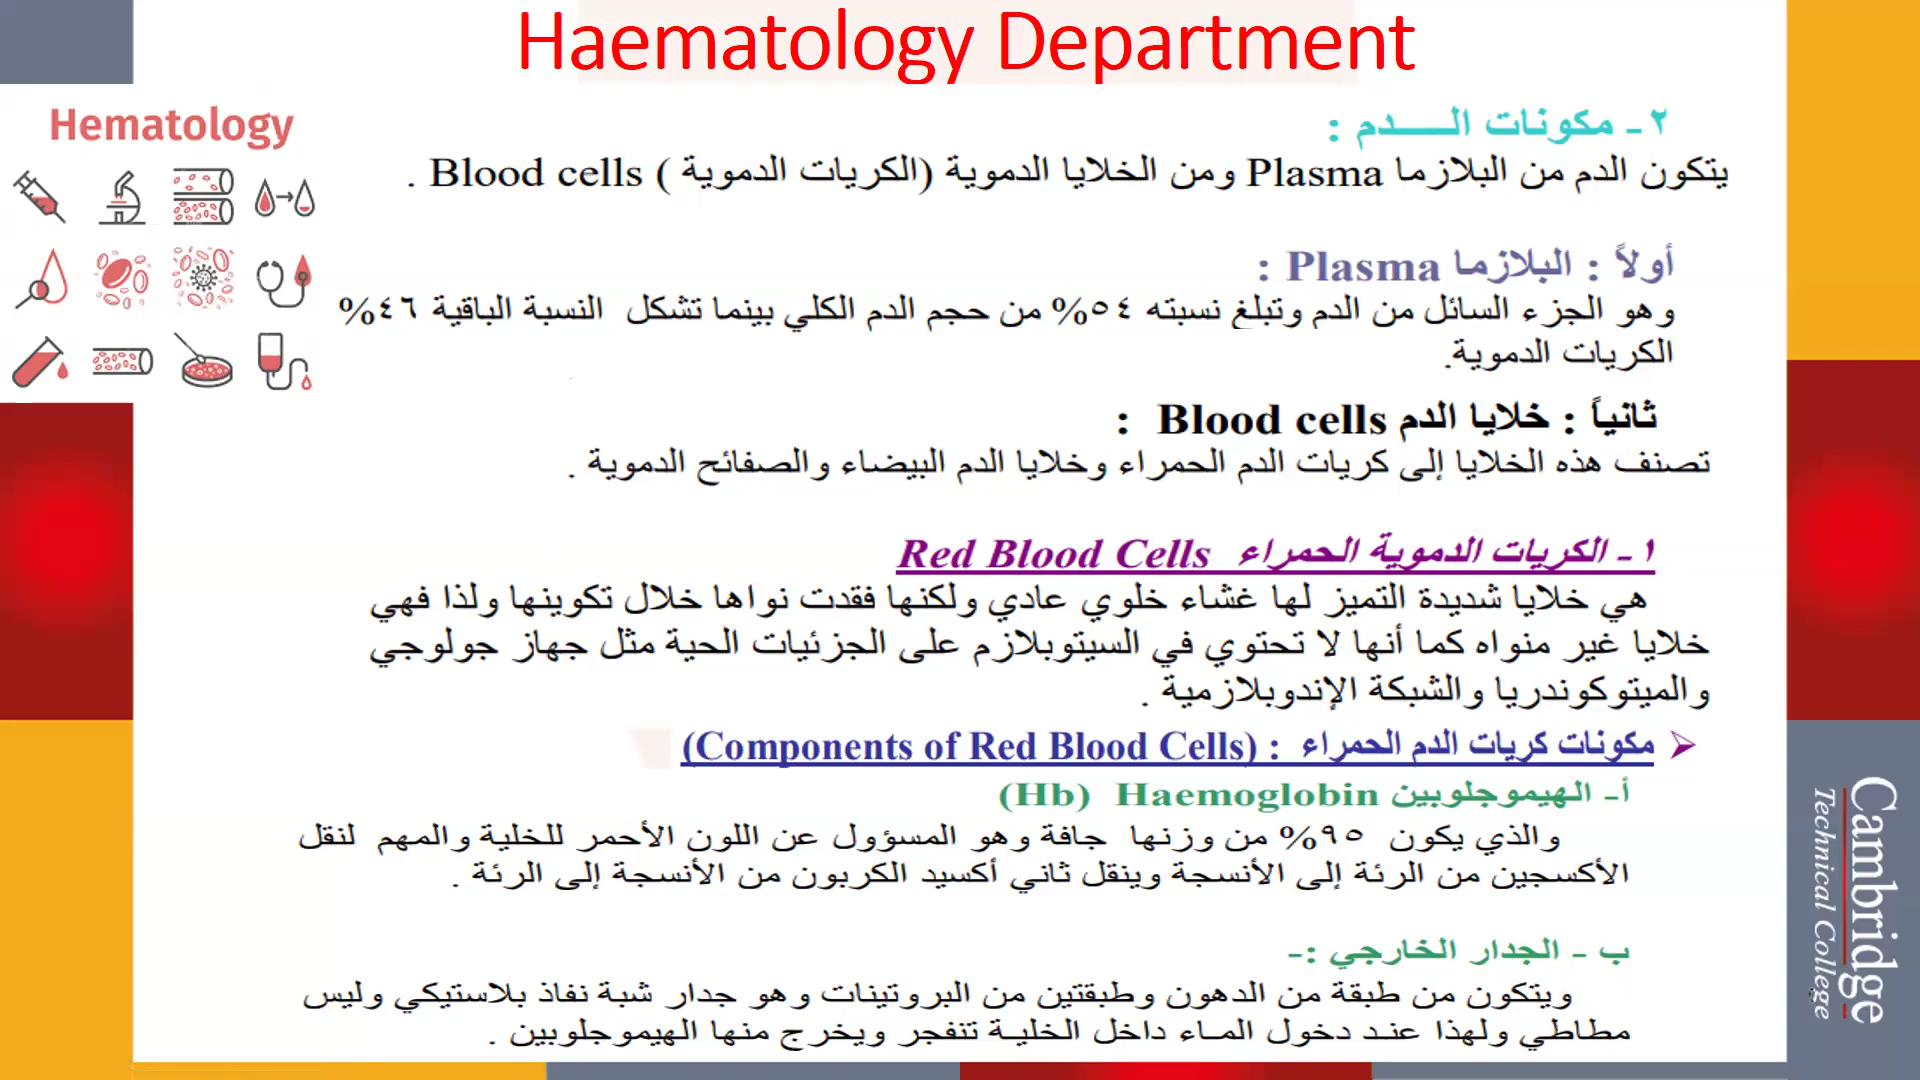 Haematology Department
Hematology
٢- مكونات الـــــدم :
يتكون الدم من البلازما Plasma ومن الخلايا الدموية (الكريات الدموية ) Blood cells .
أولاً : البلازما Plasma :
وهو الجزء السائل من الدم وتبلغ نسبته ٥٤% من حجم الدم الكلي بينما تشكل النسبة الباقية ٤٦%
الكريات الدموية.
ثانياً : خلايا الدم Blood cells :
تصنف هذه الخلايا إلى كريات الدم الحمراء وخلايا الدم البيضاء والصفائح الدموية .
١- الكريات الدموية الحمراء Red Blood Cells
هي خلايا شديدة التميز لها غشاء خلوي عادي ولكنها فقدت نواها خلال تكوينها ولذا فهي
خلايا غير منواه كما أنها لا تحتوي في السيتوبلازم على الجزئيات الحية مثل جهاز جولوجي
والميتوكوندريا والشبكة الإندوبلازمية .
➢ مكونات كريات الدم الحمراء : (Components of Red Blood Cells)
أ- الهيموجلوبين Haemoglobin (Hb)
والذي يكون ٩٥% من وزنها جافة وهو المسؤول عن اللون الأحمر للخلية والمهم لنقل
الأكسجين من الرئة إلى الأنسجة وينقل ثاني أكسيد الكربون من الأنسجة إلى الرئة .
ب - الجدار الخارجي :-
ويتكون من طبقة من الدهون وطبقتين من البروتينات وهو جدار شبة نفاذ بلاستيكي وليس
مطاطي ولهذا عنـد دخول المـاء داخل الخليـة تنفجر ويخرج منها الهيموجلوبين .
Cambridge
Technical College